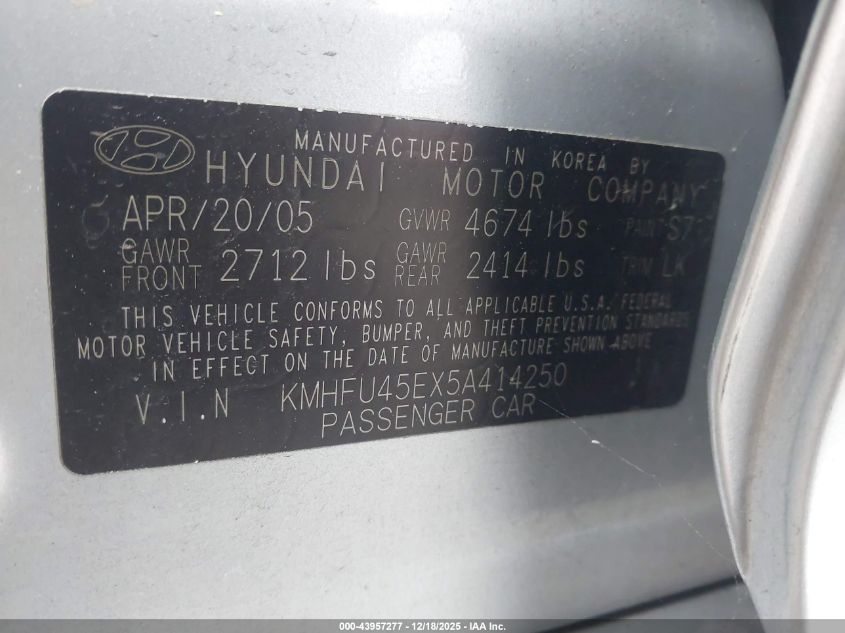 MANUFACTURED IN KOREA BY
HYUNDAI MOTOR COMPANY
APR/20/05 GVWR 4674 lbs PAINT S7
GAWR FRONT 2712 lbs GAWR REAR 2414 lbs TRIM LK
THIS VEHICLE CONFORMS TO ALL APPLICABLE U.S.A. FEDERAL
MOTOR VEHICLE SAFETY, BUMPER, AND THEFT PREVENTION STANDARDS
IN EFFECT ON THE DATE OF MANUFACTURE SHOWN ABOVE.
V.I.N KMHFU45EX5A414250
PASSENGER CAR
000-43957277 - 12/18/2025 - IAA Inc.